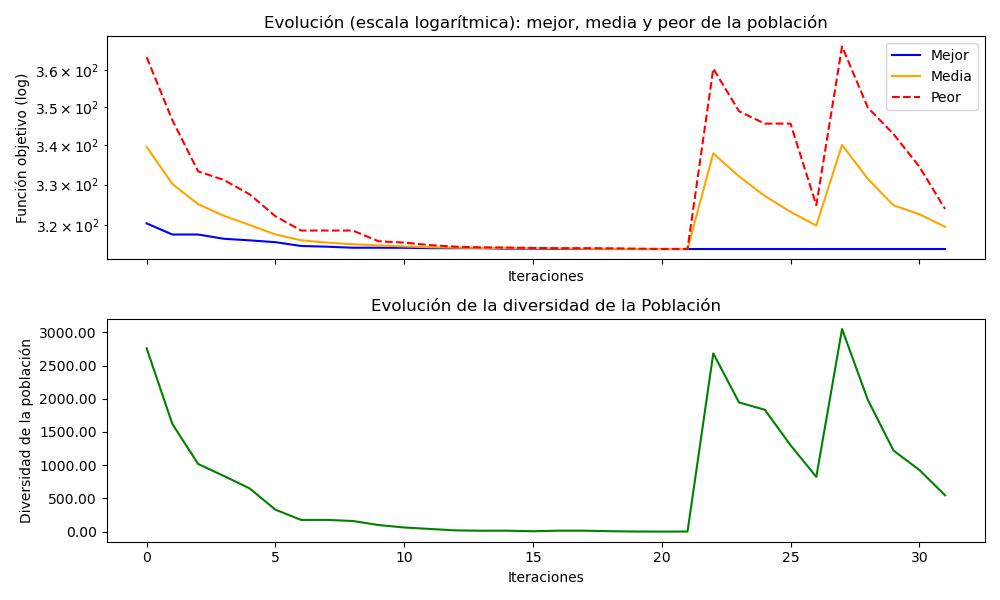 Evolución (escala logarítmica): mejor, media y peor de la población
Función objetivo (log)
3.6 × 10²
3.5 × 10²
3.4 × 10²
3.3 × 10²
3.2 × 10²
Mejor
Media
Peor
Iteraciones
Evolución de la diversidad de la Población
Diversidad de la población
3000.00
2500.00
2000.00
1500.00
1000.00
500.00
0.00
0 5 10 15 20 25 30
Iteraciones